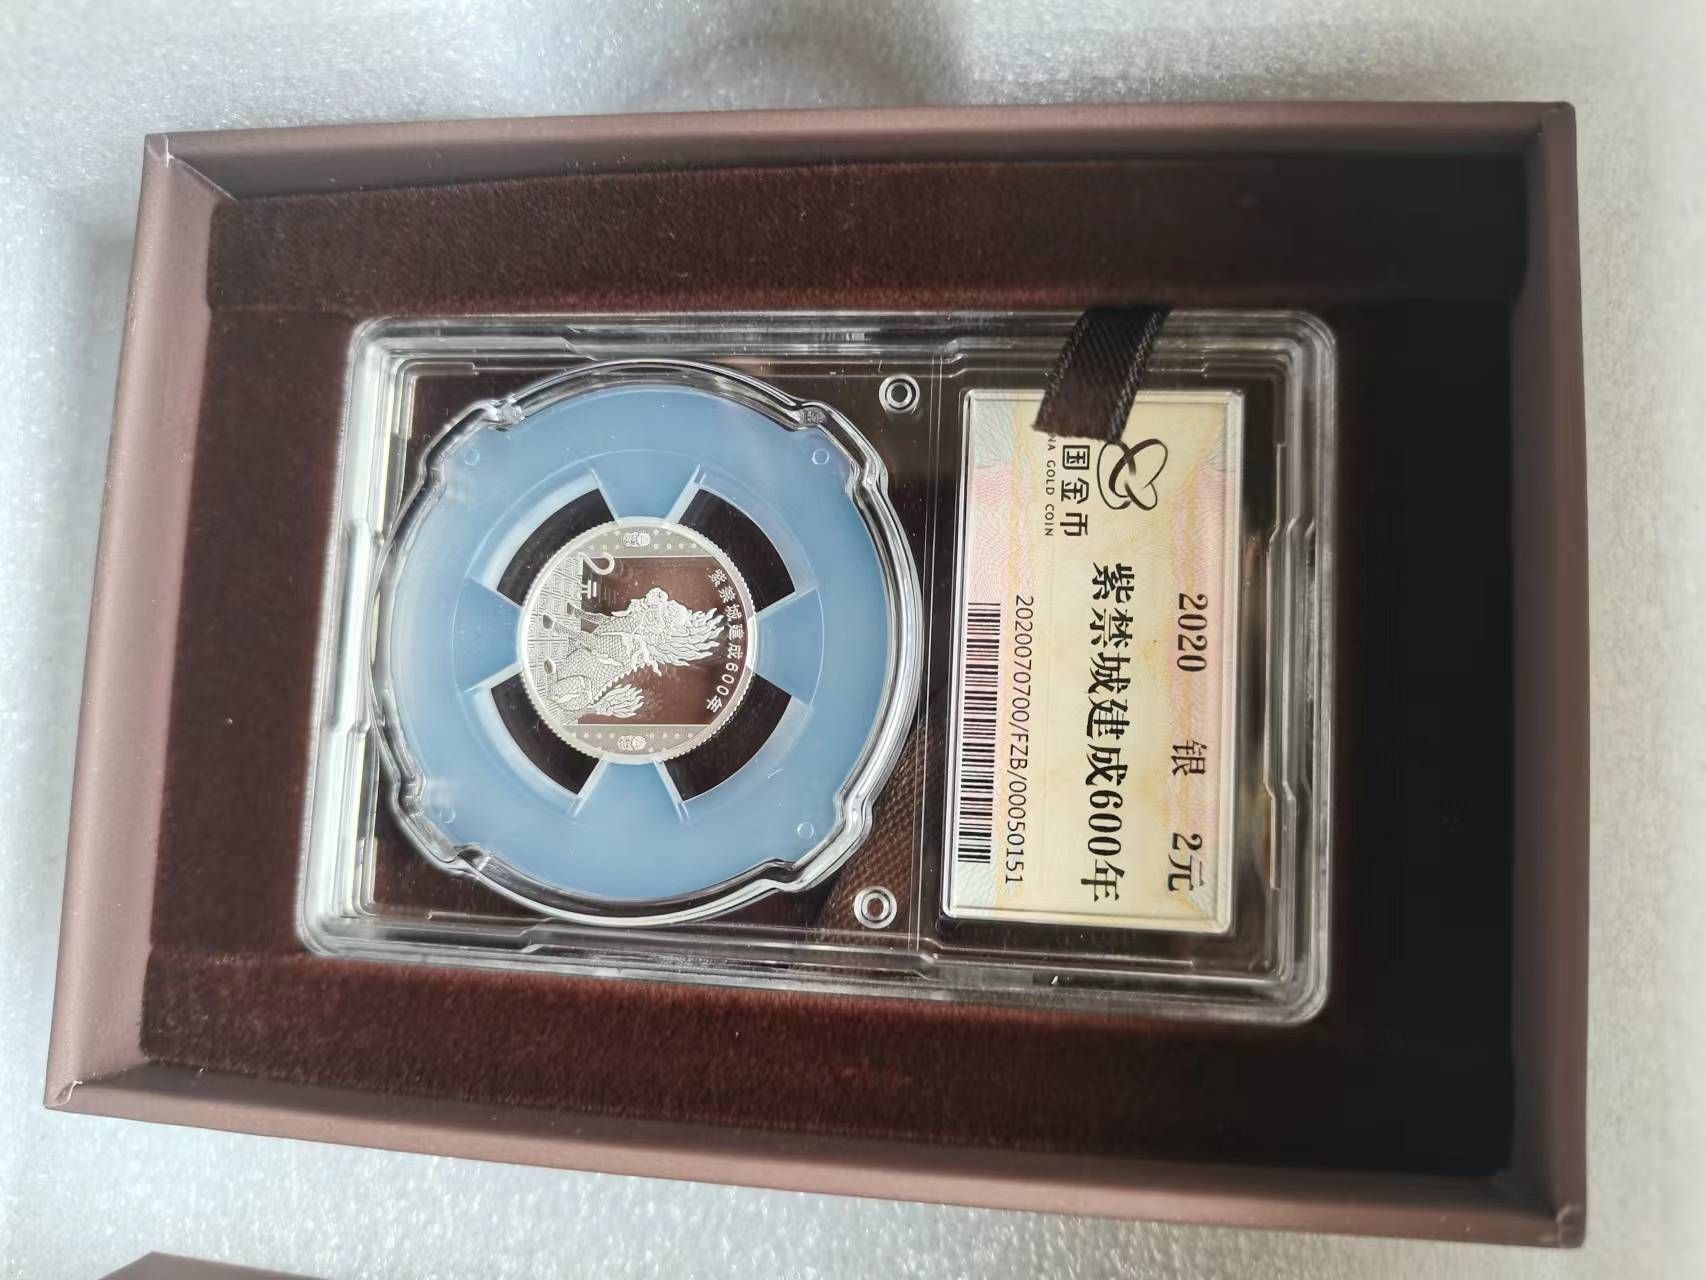 国金币
NA GOLD COIN
2020 银 2元
紫禁城建成600年
2020070700/FZB/00050151
紫禁城建成600年
2元